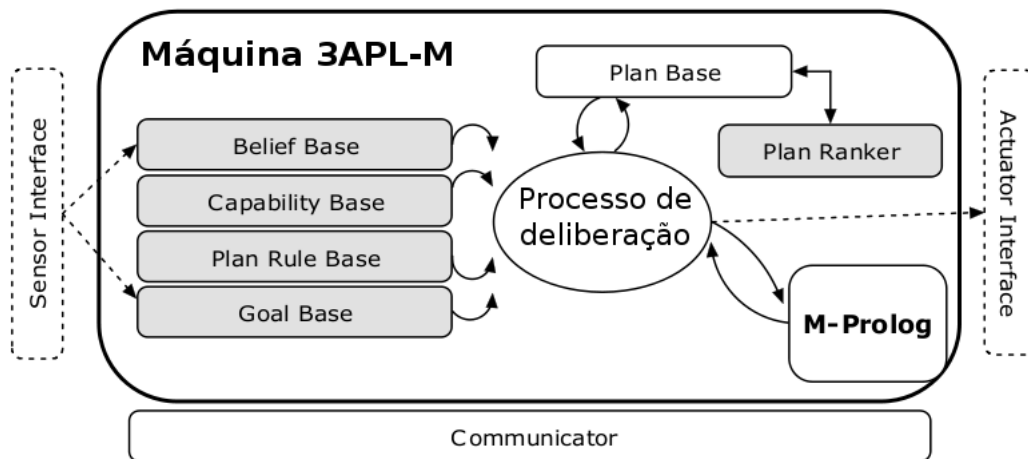 Máquina 3APL-M
Sensor Interface
Belief Base
Capability Base
Plan Rule Base
Goal Base
Plan Base
Plan Ranker
Processo de
deliberação
M-Prolog
Actuator Interface
Communicator